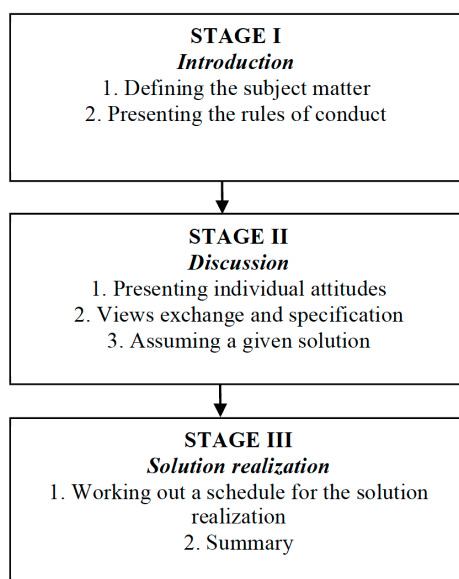 STAGE I
Introduction
1. Defining the subject matter
2. Presenting the rules of conduct
STAGE II
Discussion
1. Presenting individual attitudes
2. Views exchange and specification
3. Assuming a given solution
STAGE III
Solution realization
1. Working out a schedule for the solution
realization
2. Summary